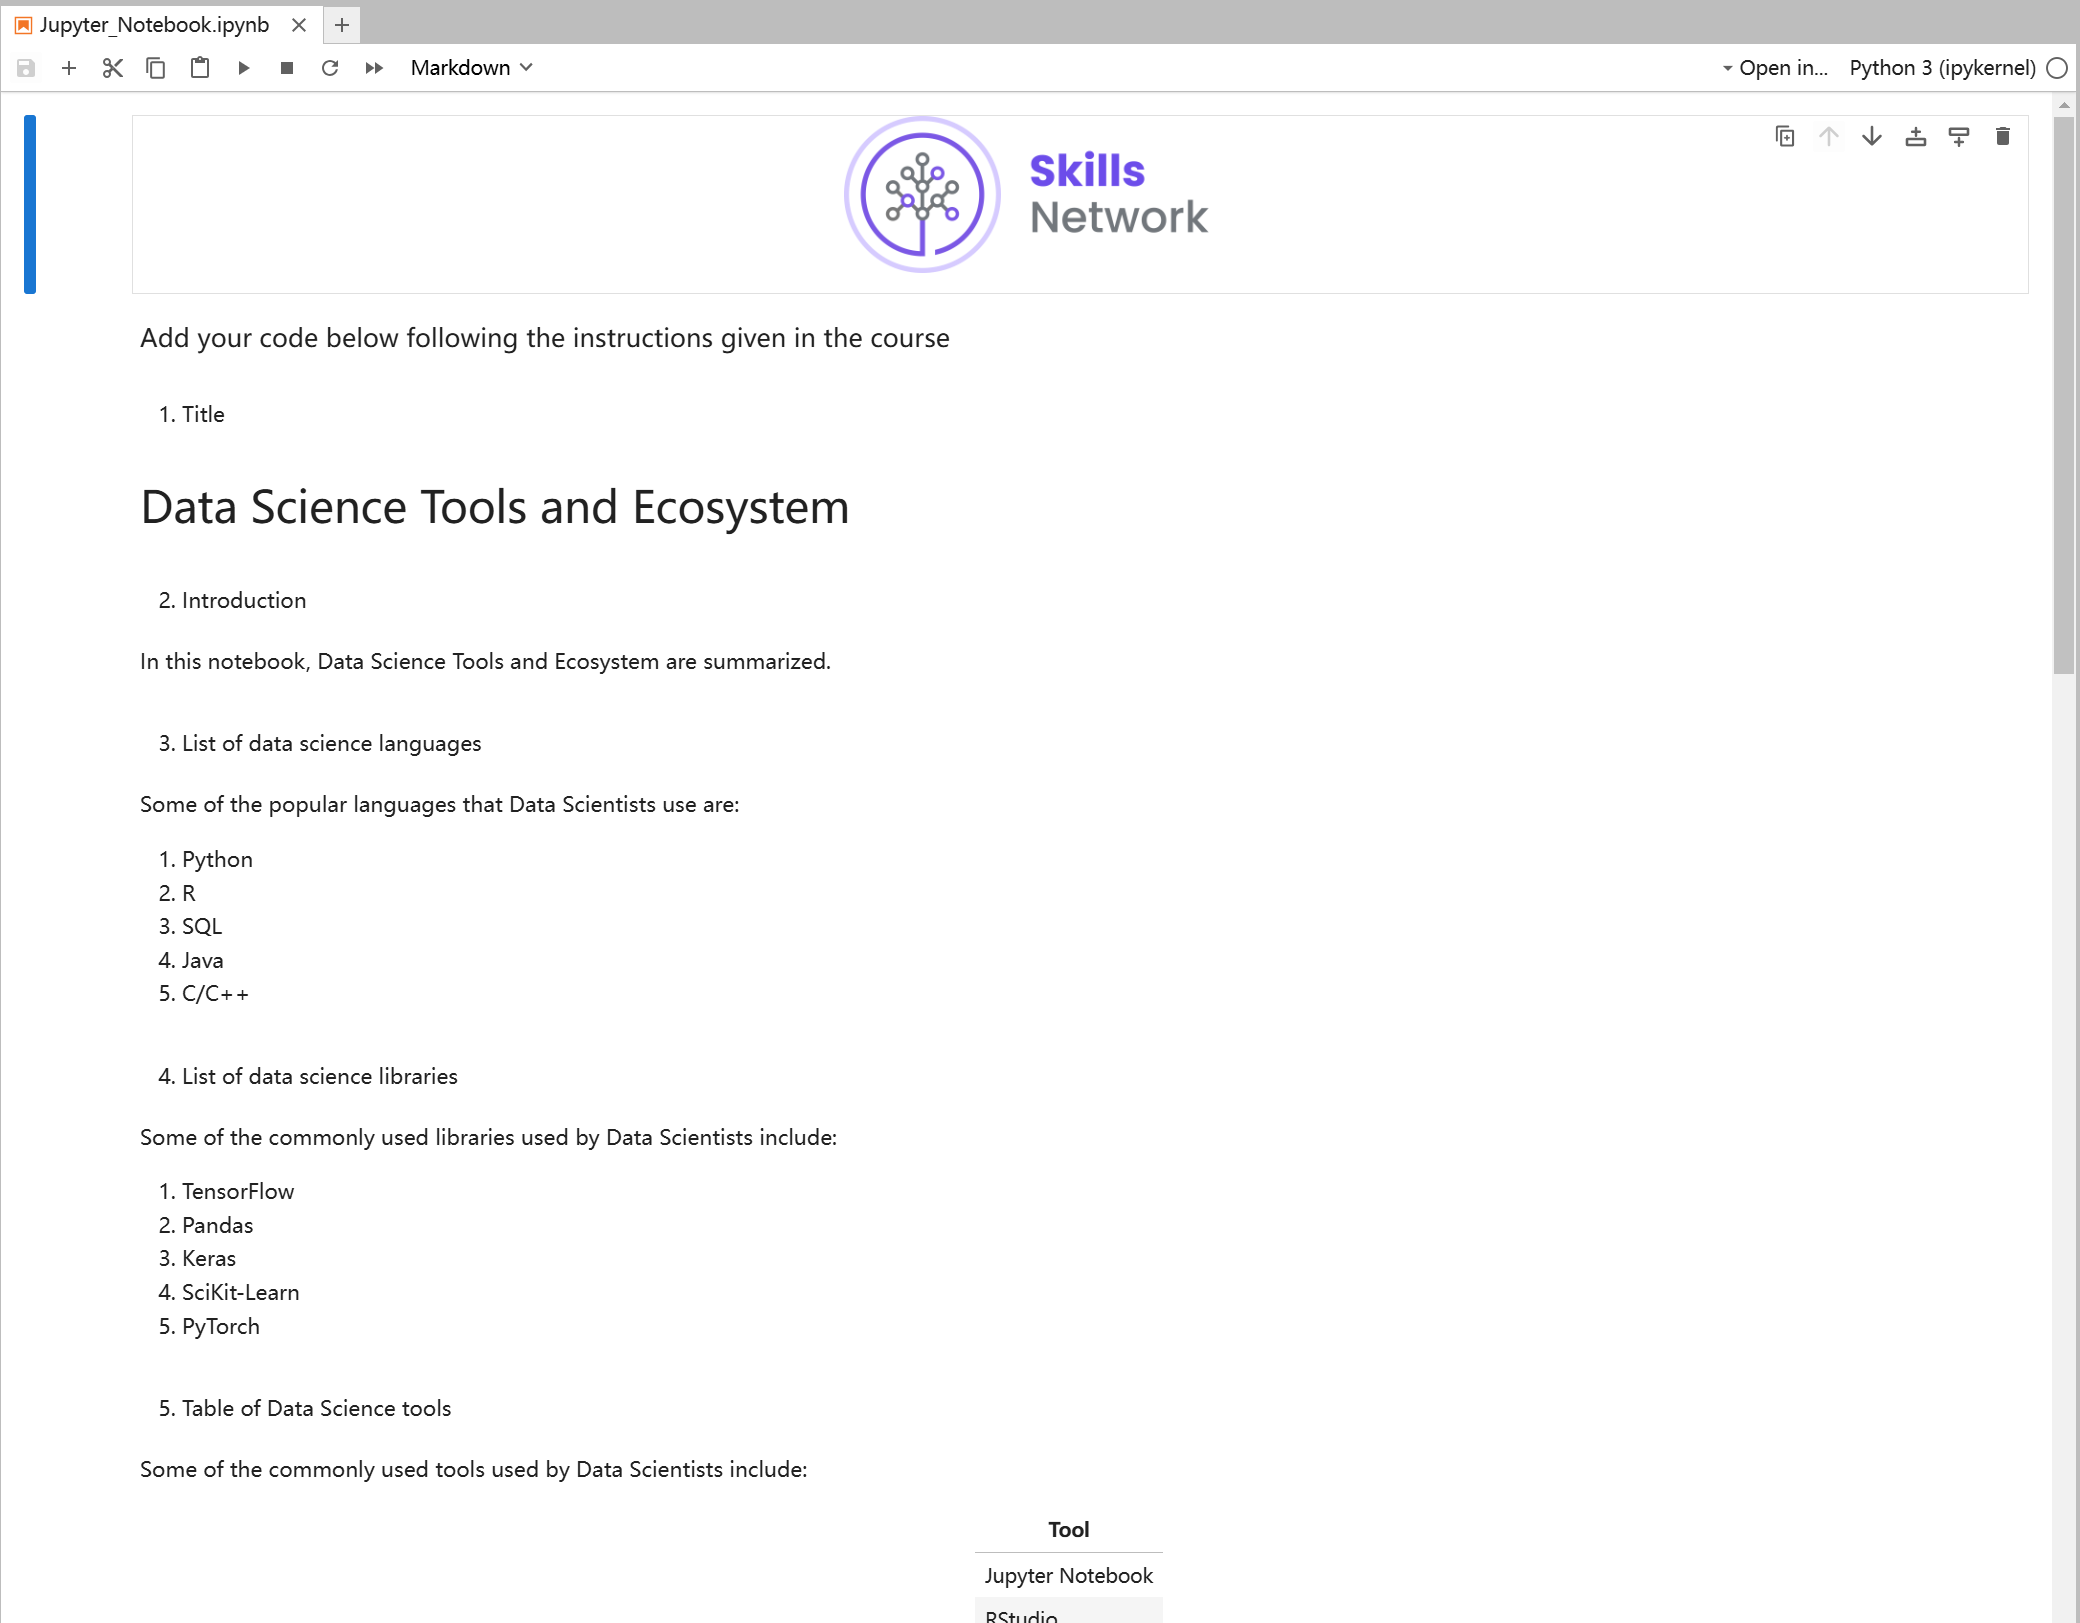 Jupyter_Notebook.ipynb
Markdown
Open in...
Python 3 (ipykernel)
Skills
Network
Add your code below following the instructions given in the course
1. Title
Data Science Tools and Ecosystem
2. Introduction
In this notebook, Data Science Tools and Ecosystem are summarized.
3. List of data science languages
Some of the popular languages that Data Scientists use are:
1. Python
2. R
3. SQL
4. Java
5. C/C++
4. List of data science libraries
Some of the commonly used libraries used by Data Scientists include:
1. TensorFlow
2. Pandas
3. Keras
4. SciKit-Learn
5. PyTorch
5. Table of Data Science tools
Some of the commonly used tools used by Data Scientists include:
Tool
Jupyter Notebook
RStudio